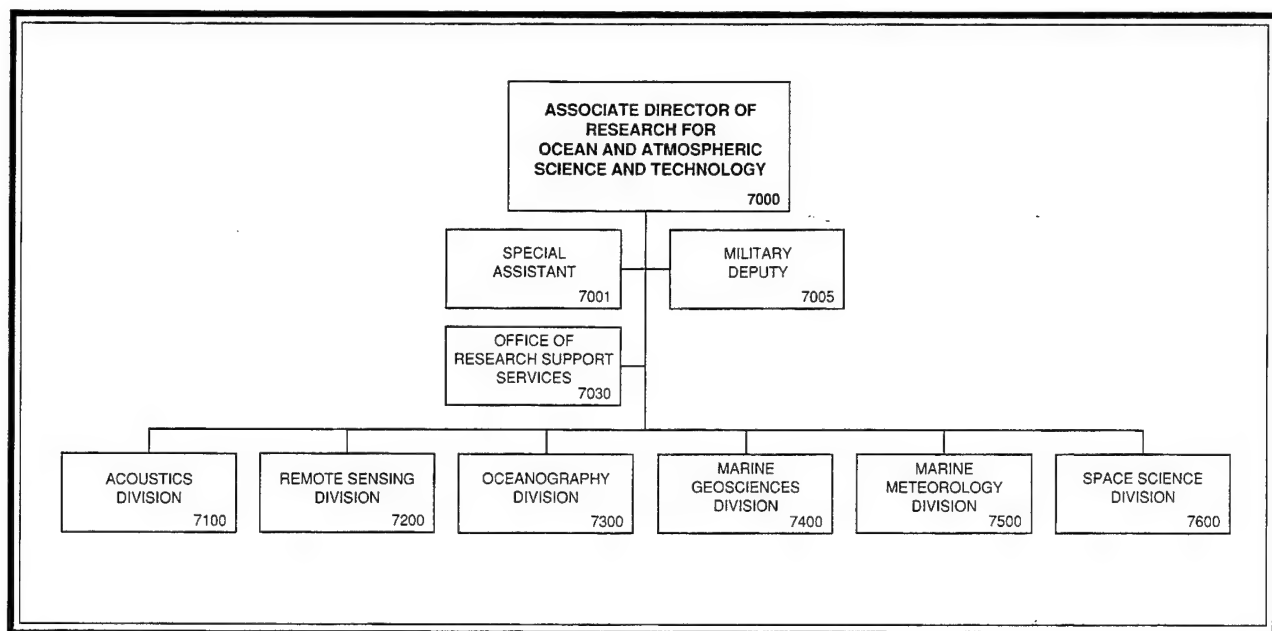 ASSOCIATE DIRECTOR OF
RESEARCH FOR
OCEAN AND ATMOSPHERIC
SCIENCE AND TECHNOLOGY
7000
SPECIAL
ASSISTANT
7001
MILITARY
DEPUTY
7005
OFFICE OF
RESEARCH SUPPORT
SERVICES
7030
ACOUSTICS
DIVISION
7100
REMOTE SENSING
DIVISION
7200
OCEANOGRAPHY
DIVISION
7300
MARINE
GEOSCIENCES
DIVISION
7400
MARINE
METEOROLOGY
DIVISION
7500
SPACE SCIENCE
DIVISION
7600